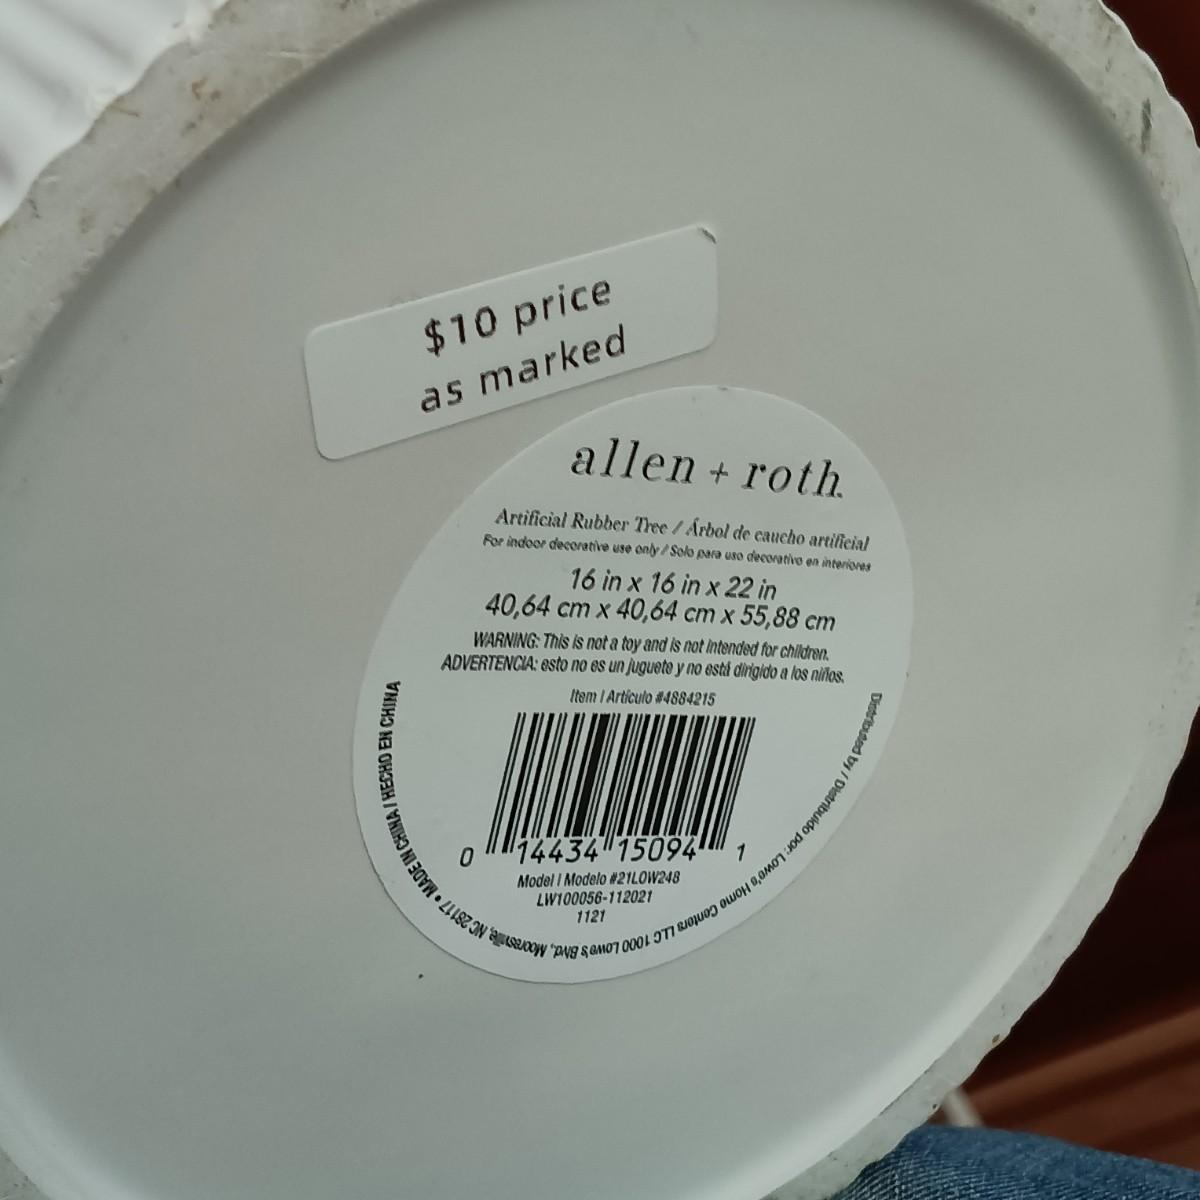 $10 price
as marked
allen + roth
Artificial Rubber Tree / Árbol de caucho artificial
For indoor decorative use only / Solo para uso decorativo en interiores
16 in x 16 in x 22 in
40,64 cm x 40,64 cm x 55,88 cm
WARNING: This is not a toy and is not intended for children.
ADVERTENCIA: esto no es un juguete y no está dirigido a los niños.
Item | Artículo #4884215
0 14434 15094 1
Model | Modelo #21LOW248
LW100056-112021
1121
Distributed by / Distribuido por: Lowe's Home Centers LLC 1000 Lowe's Blvd., Mooresville, NC 28117 • MADE IN CHINA / HECHO EN CHINA